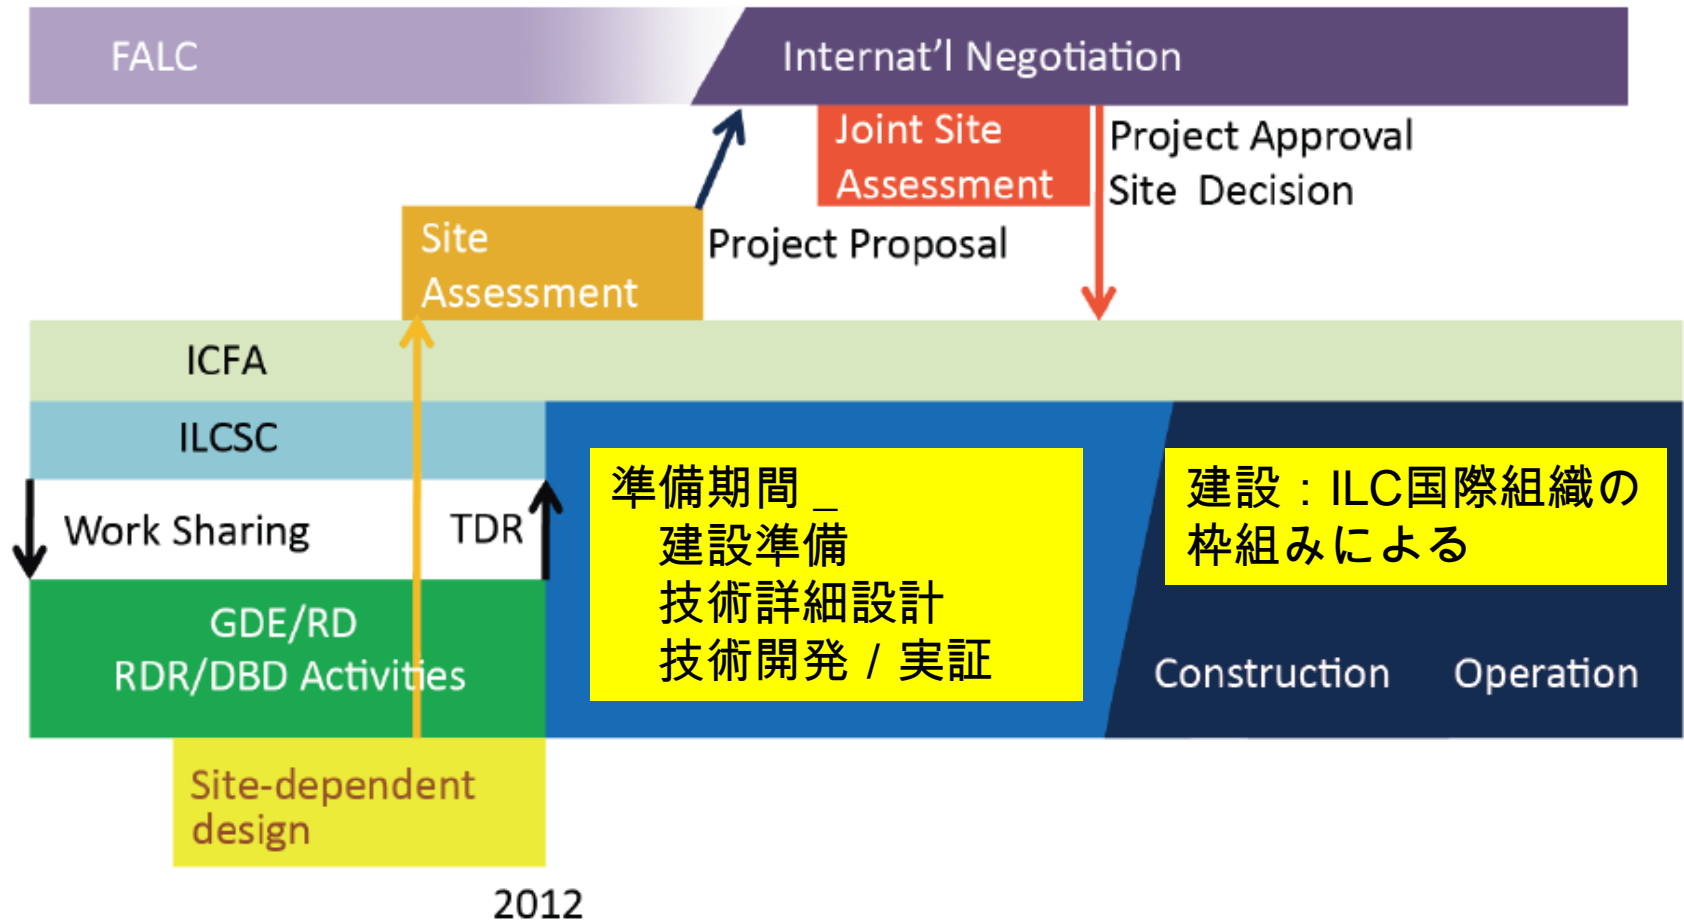 FALC
Internat'l Negotiation
Joint Site
Assessment
Project Approval
Site Decision
Site
Assessment
Project Proposal
ICFA
ILCSC
Work Sharing
TDR
準備期間_
建設準備
技術詳細設計
技術開発 / 実証
建設：ILC国際組織の
枠組みによる
GDE/RD
RDR/DBD Activities
Construction
Operation
Site-dependent
design
2012